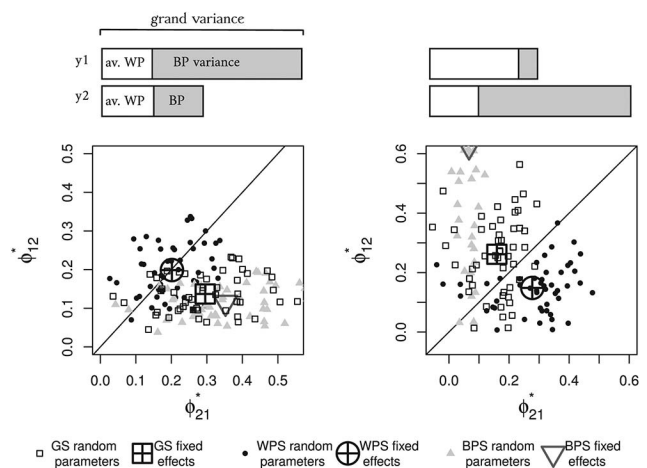 grand variance
y1
av. WP
BP variance
y2
av. WP
BP
0.5
0.4
0.3
0.2
0.1
0.0
ϕ*12
0.0
0.1
0.2
0.3
0.4
0.5
ϕ*21
0.6
0.4
0.2
0.0
ϕ*12
0.0
0.2
0.4
0.6
ϕ*21
GS random parameters
GS fixed effects
WPS random parameters
WPS fixed effects
BPS random parameters
BPS fixed effects